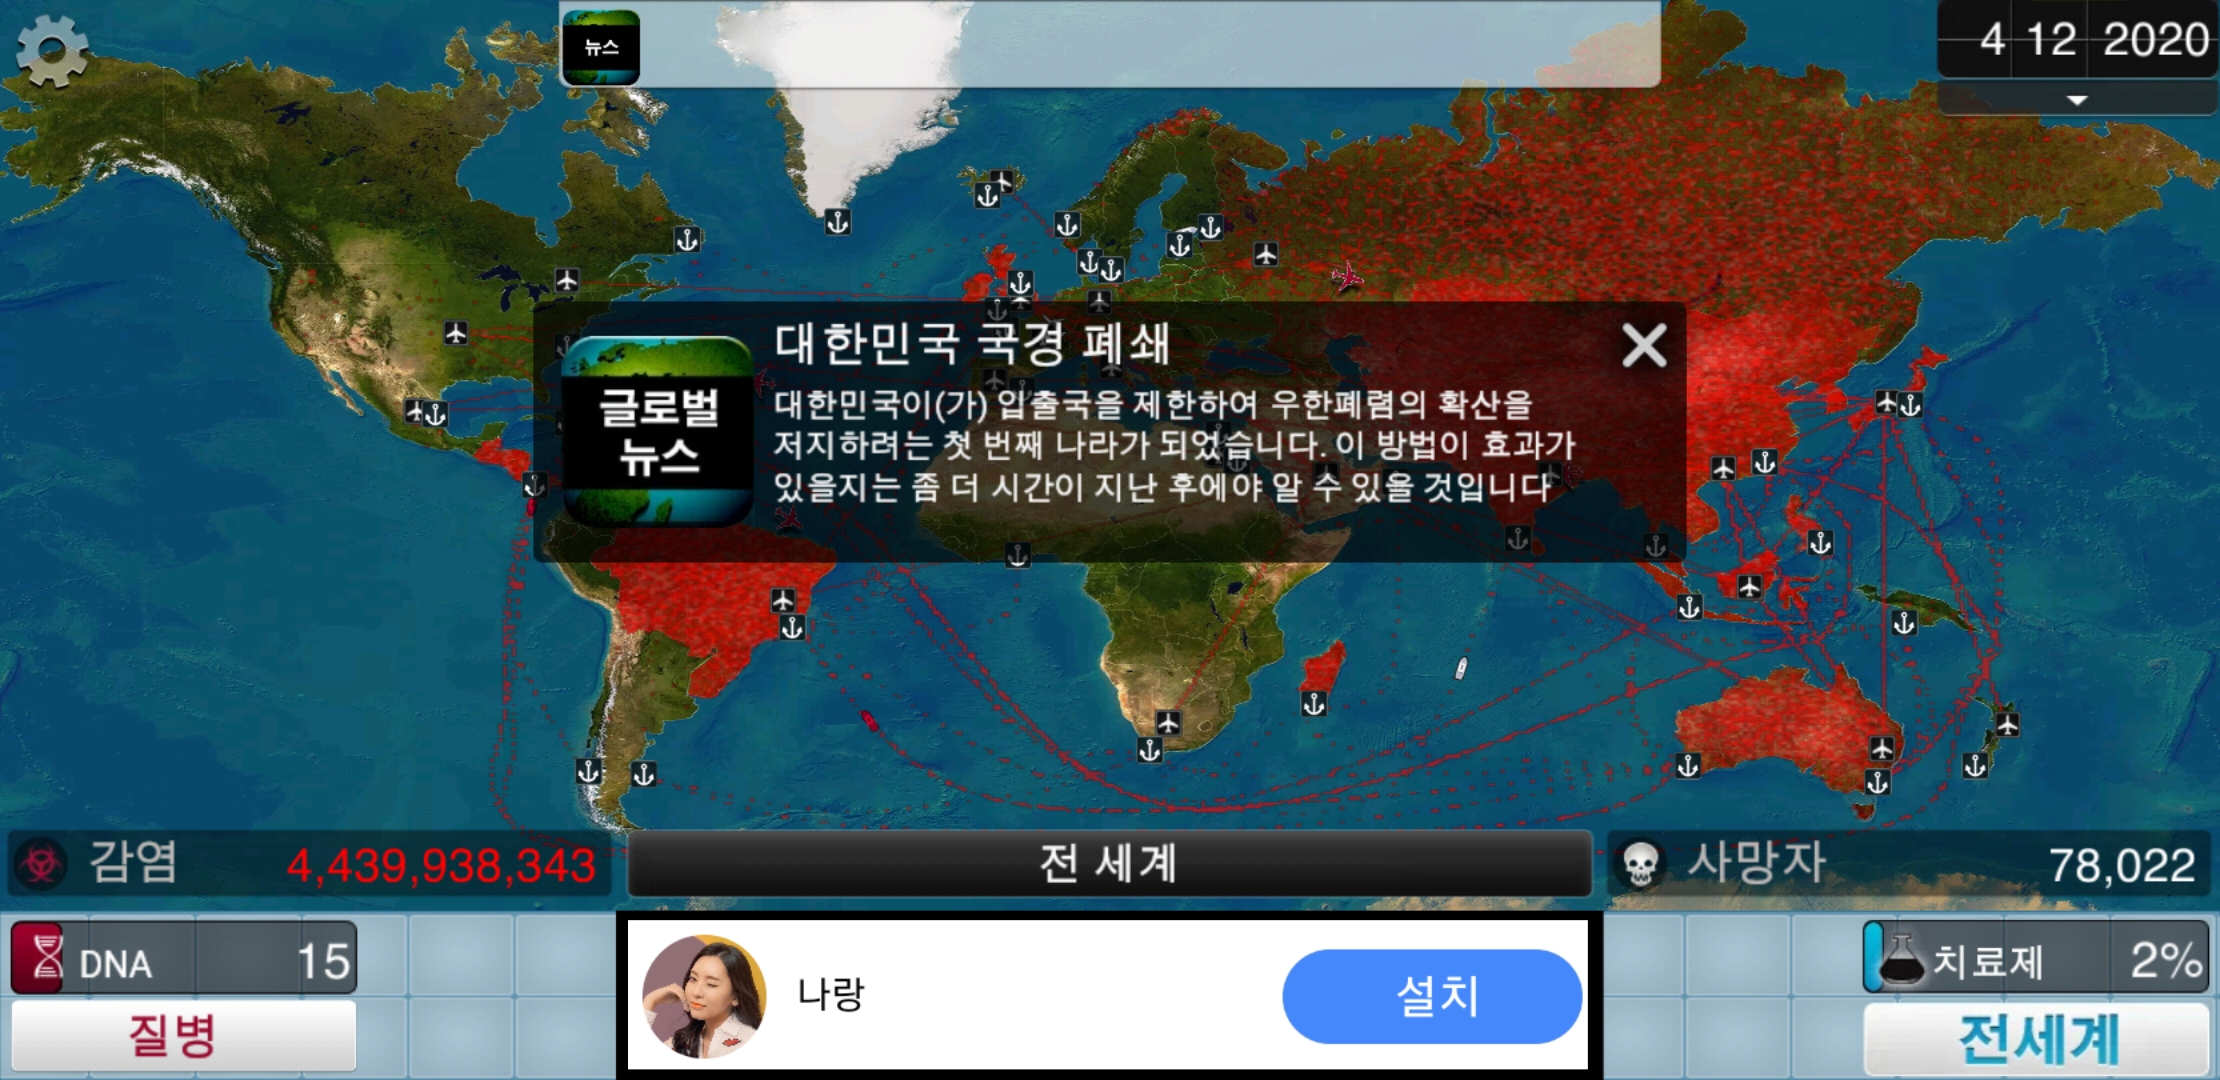 뉴스
4 12 2020
대한민국 국경 폐쇄
글로벌
뉴스
대한민국이(가) 입출국을 제한하여 우한폐렴의 확산을
저지하려는 첫 번째 나라가 되었습니다. 이 방법이 효과가
있을지는 좀 더 시간이 지난 후에야 알 수 있을 것입니다
감염 4,439,938,343
전 세계
사망자 78,022
DNA 15
나랑
설치
치료제 2%
질병
전세계